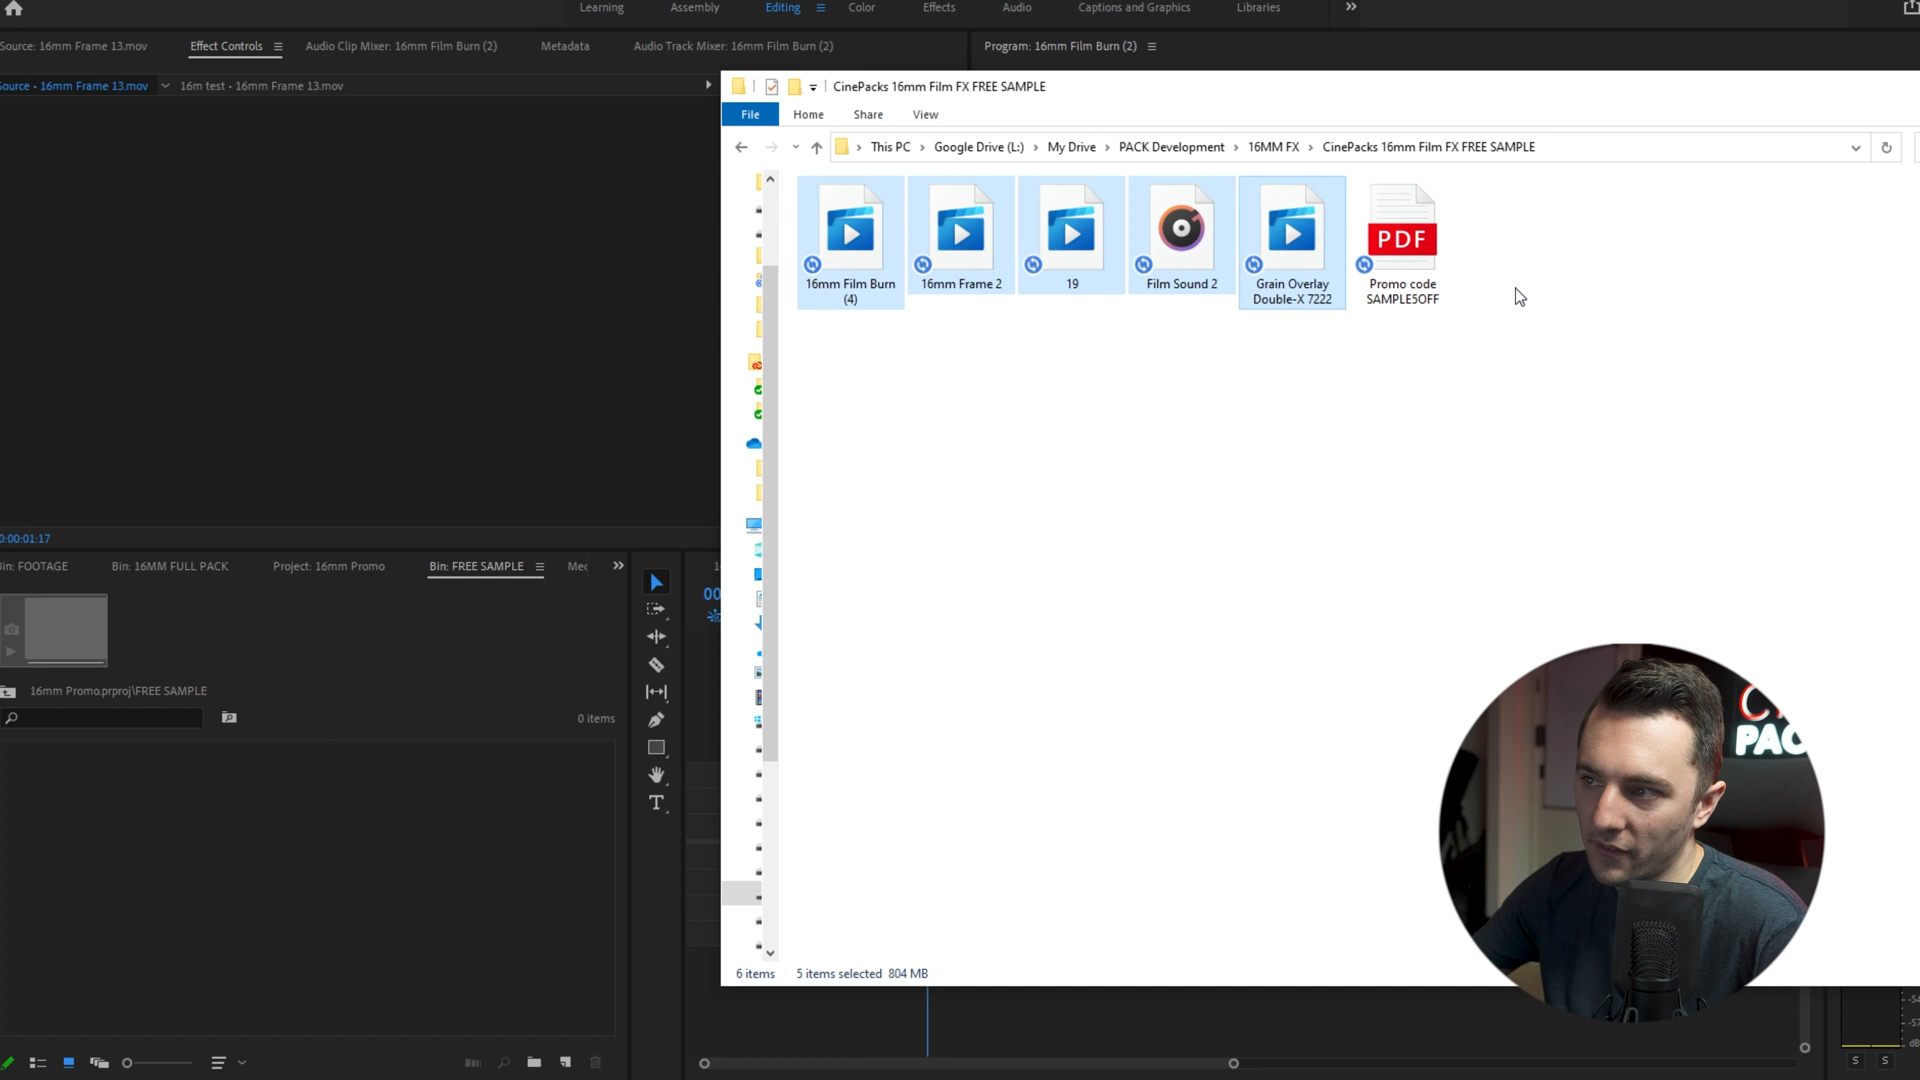 Learning
Assembly
Editing
Color
Effects
Audio
Captions and Graphics
Libraries
Source: 16mm Frame 13.mov
Effect Controls
Audio Clip Mixer: 16mm Film Burn (2)
Metadata
Audio Track Mixer: 16mm Film Burn (2)
Program: 16mm Film Burn (2)
Source • 16mm Frame 13.mov
16m test • 16mm Frame 13.mov
CinePacks 16mm Film FX FREE SAMPLE
File
Home
Share
View
This PC
Google Drive (L:)
My Drive
PACK Development
16MM FX
CinePacks 16mm Film FX FREE SAMPLE
PDF
16mm Film Burn
(4)
16mm Frame 2
19
Film Sound 2
Grain Overlay
Double-X 7222
Promo code
SAMPLE5OFF
0:00:01:17
in: FOOTAGE
Bin: 16MM FULL PACK
Project: 16mm Promo
Bin: FREE SAMPLE
Mec
00
16mm Promo.prproj\FREE SAMPLE
0 items
PAC
6 items
5 items selected
804 MB
-54
-57
dB
S
S